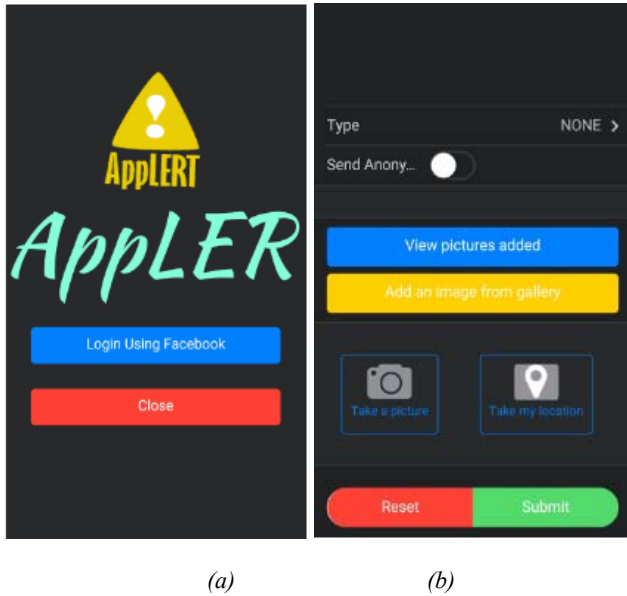 AppLERT
AppLER
Login Using Facebook
Close
Type NONE >
Send Anony...
View pictures added
Add an image from gallery
Take a picture Take my location
Reset Submit
(a) (b)